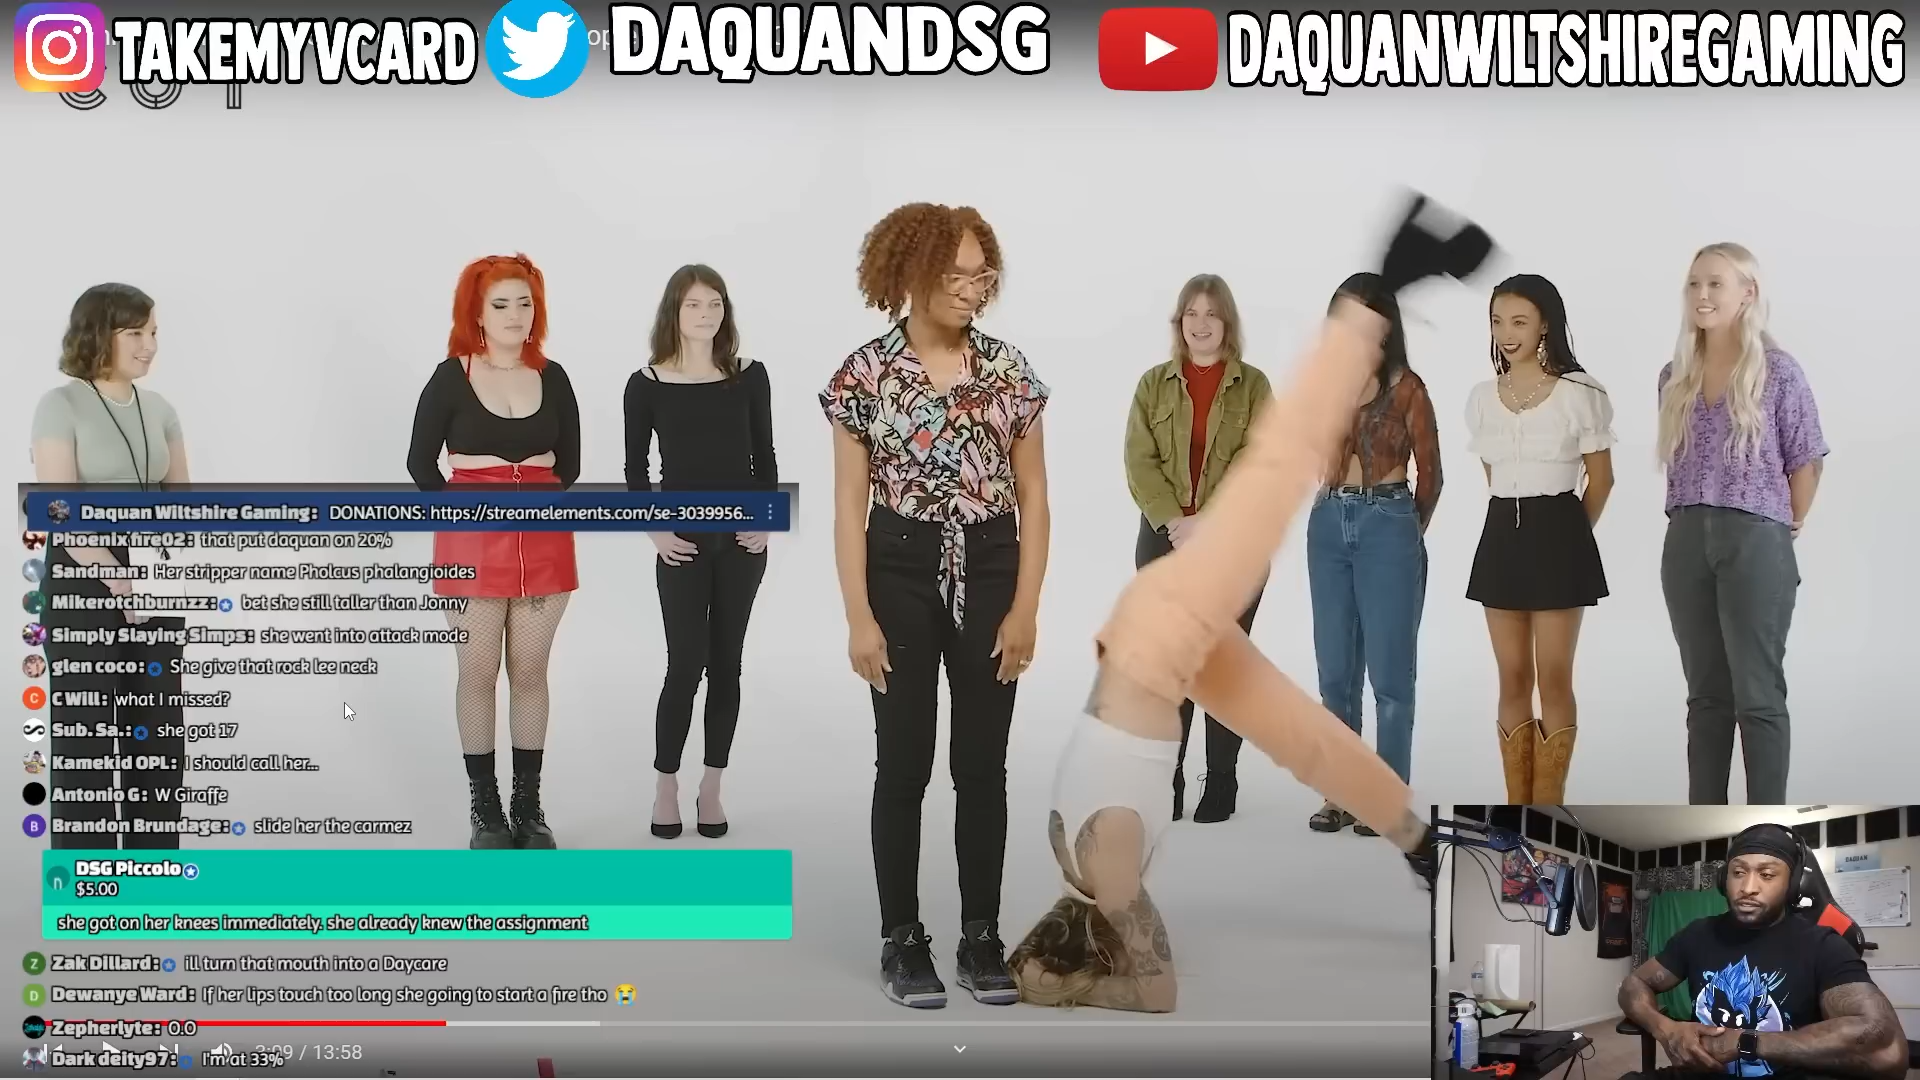 TAKEMYVCARD
DAQUANDSG
DAQUANWILTSHIREGAMING
CUT
Daquan Wiltshire Gaming: DONATIONS: https://streamelements.com/se-3039956...
Phoenixfire02: that put daquan on 20%
Sandman: Her stripper name Pholcus phalangioides
Mikerotchburnzz: bet she still taller than Jonny
Simply Slaying Simps: she went into attack mode
glen coco: She give that rock lee neck
C Will: what I missed?
Sub. Sa.: she got 17
Kamekid OPL: I should call her...
Antonio G: W Giraffe
Brandon Brundage: slide her the carmez
DSG Piccolo
$5.00
she got on her knees immediately. she already knew the assignment
Zak Dillard: ill turn that mouth into a Daycare
Dewanye Ward: If her lips touch too long she going to start a fire tho 😭
Zepherlyte: 0.0
3:09 / 13:58
Dark deity97: I'm at 33%
DAQUAN